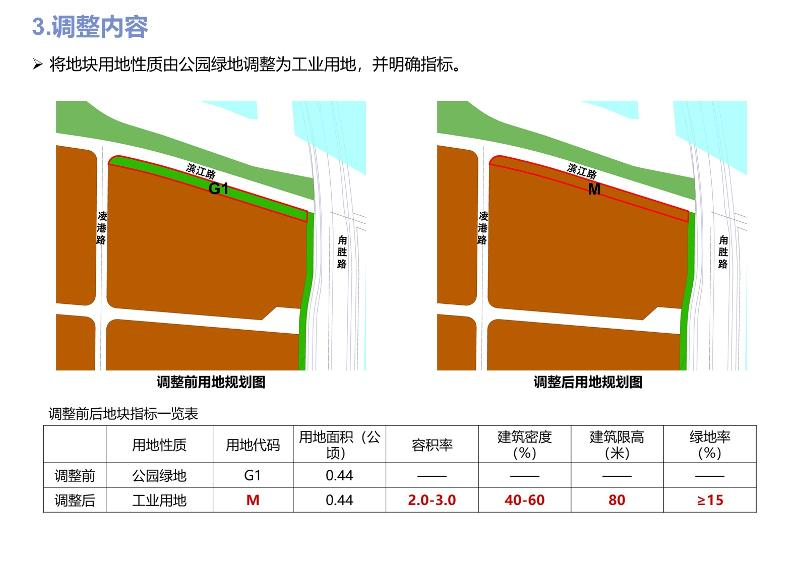 3.调整内容
➢ 将地块用地性质由公园绿地调整为工业用地，并明确指标。
滨江路
G1
凌港路
甪胜路
调整前用地规划图
滨江路
M
凌港路
甪胜路
调整后用地规划图
调整前后地块指标一览表
用地性质 用地代码 用地面积（公顷） 容积率 建筑密度（%） 建筑限高（米） 绿地率（%）
调整前 公园绿地 G1 0.44 —— —— —— ——
调整后 工业用地 M 0.44 2.0-3.0 40-60 80 ≥15